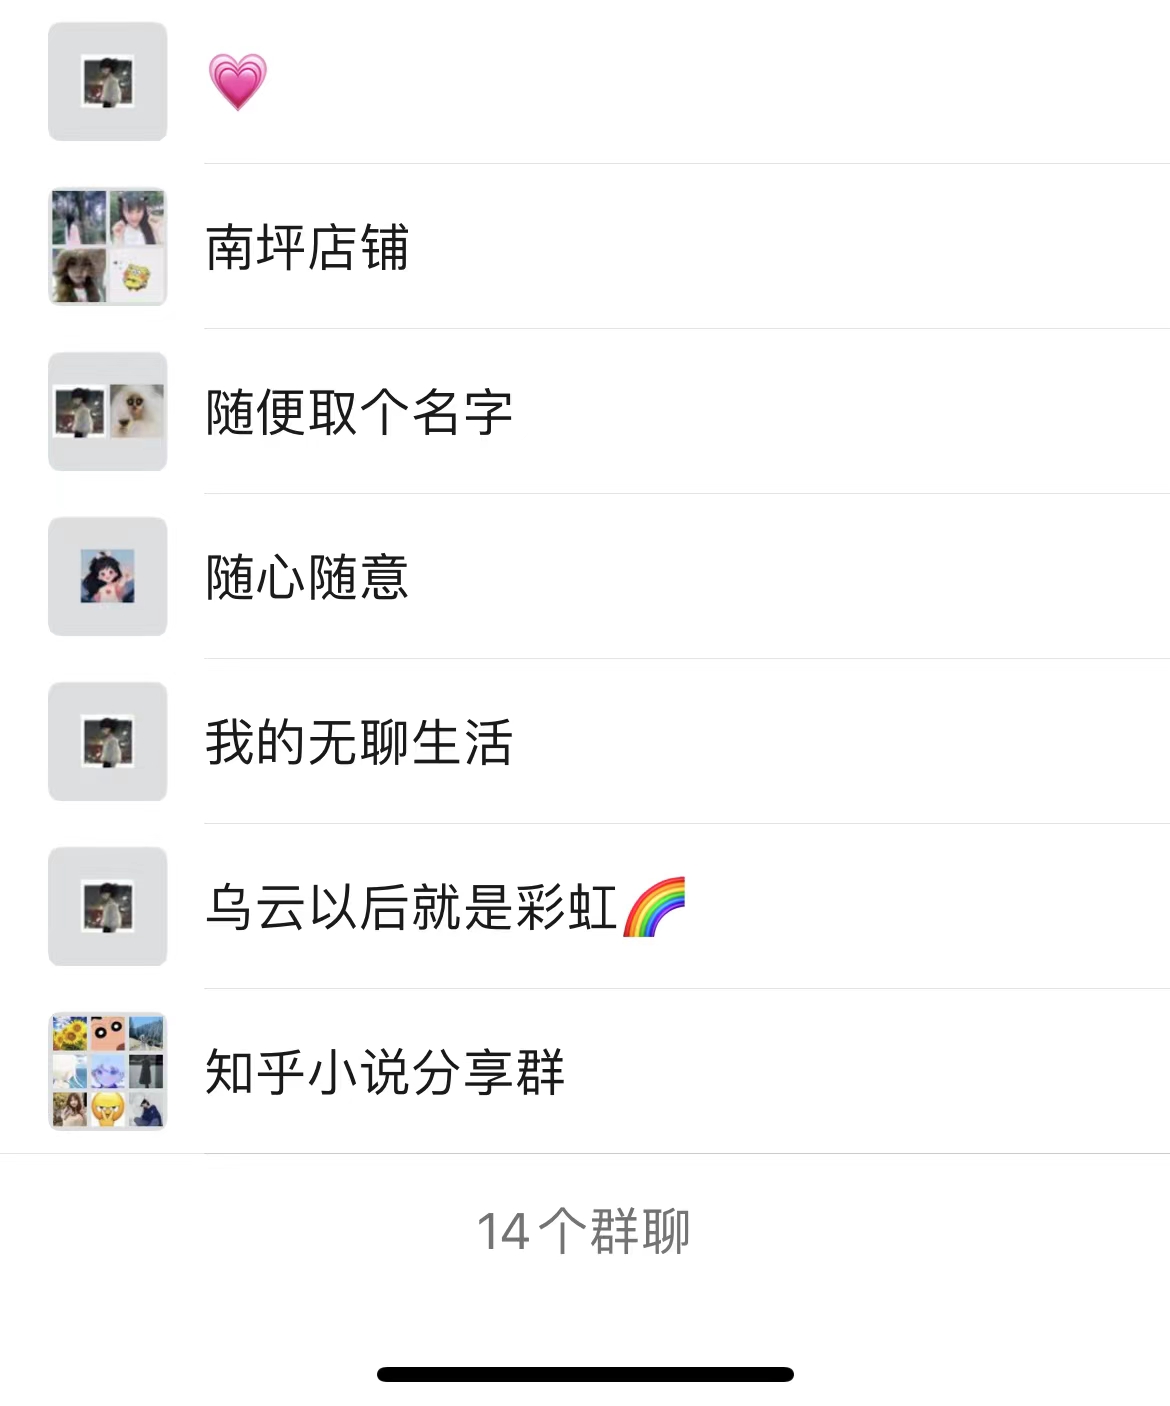 💗
南坪店铺
随便取个名字
随心随意
我的无聊生活
乌云以后就是彩虹🌈
知乎小说分享群
14个群聊